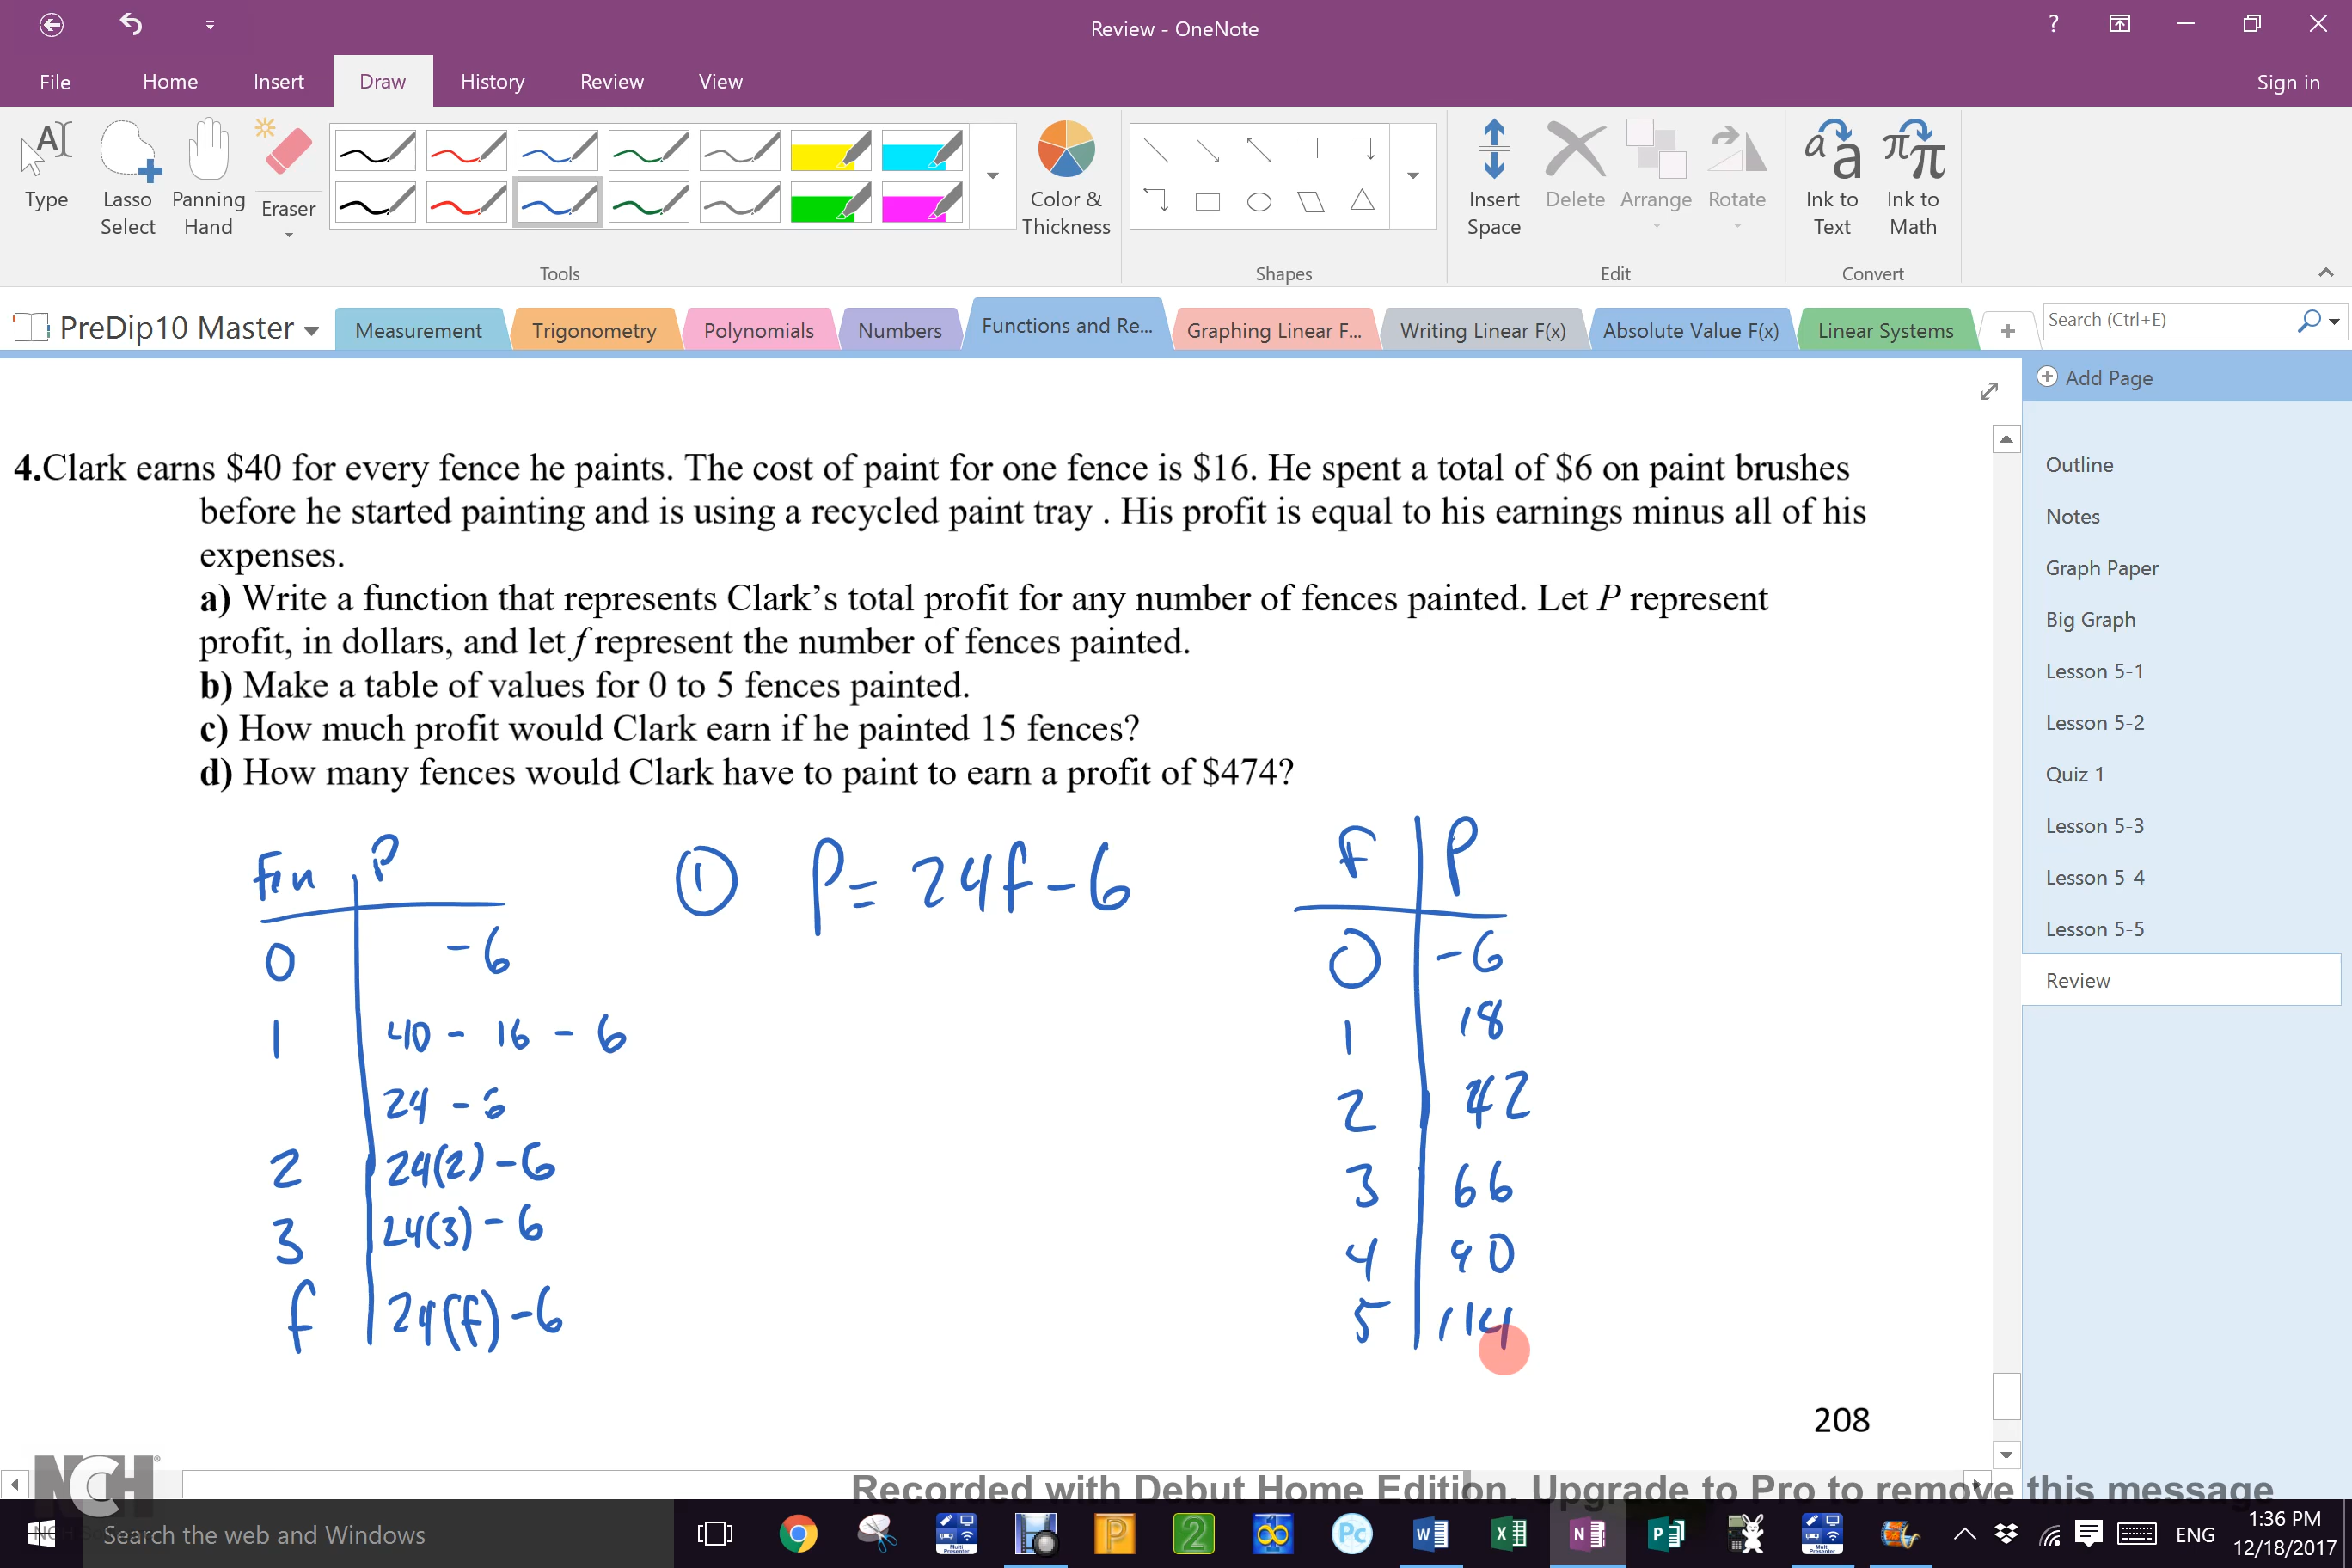 Review - OneNote
?
File Home Insert Draw History Review View Sign in
Type
Lasso Select
Panning Hand
Eraser
Color & Thickness
Insert Space
Delete
Arrange
Rotate
Ink to Text
Ink to Math
Tools
Shapes
Edit
Convert
PreDip10 Master
Measurement
Trigonometry
Polynomials
Numbers
Functions and Re...
Graphing Linear F...
Writing Linear F(x)
Absolute Value F(x)
Linear Systems
+
Search (Ctrl+E)
Add Page
Outline
Notes
Graph Paper
Big Graph
Lesson 5-1
Lesson 5-2
Quiz 1
Lesson 5-3
Lesson 5-4
Lesson 5-5
Review
4.Clark earns $40 for every fence he paints. The cost of paint for one fence is $16. He spent a total of $6 on paint brushes
before he started painting and is using a recycled paint tray . His profit is equal to his earnings minus all of his
expenses.
a) Write a function that represents Clark’s total profit for any number of fences painted. Let P represent
profit, in dollars, and let f represent the number of fences painted.
b) Make a table of values for 0 to 5 fences painted.
c) How much profit would Clark earn if he painted 15 fences?
d) How many fences would Clark have to paint to earn a profit of $474?
Fen P
0 -6
1 40 - 16 - 6
24 - 6
2 24(2) - 6
3 24(3) - 6
f 24(f) - 6
① P = 24f - 6
f P
0 -6
1 18
2 42
3 66
4 90
5 114
208
NCH
Recorded with Debut Home Edition. Upgrade to Pro to remove this message
Search the web and Windows
ENG
1:36 PM
12/18/2017